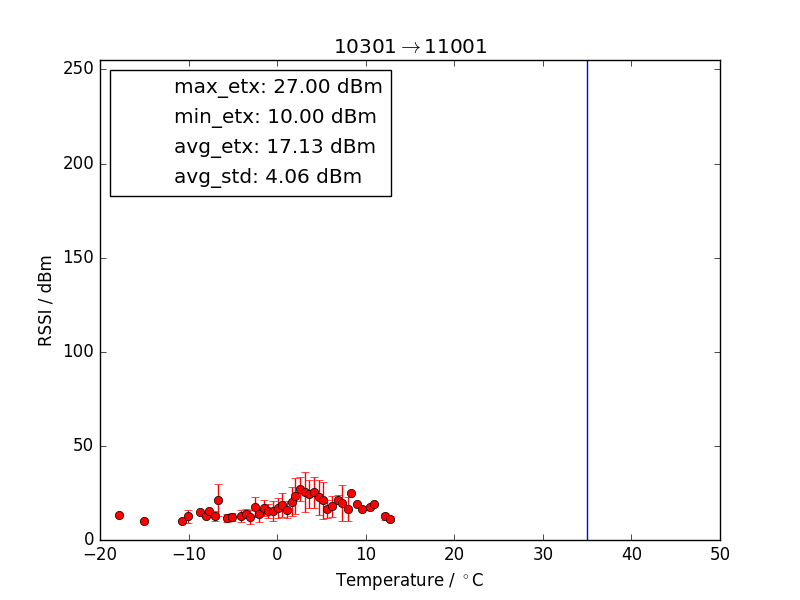 10301→11001
max_etx: 27.00 dBm
min_etx: 10.00 dBm
avg_etx: 17.13 dBm
avg_std: 4.06 dBm
250
200
150
100
50
0
RSSI / dBm
−20 −10 0 10 20 30 40 50
Temperature / °C